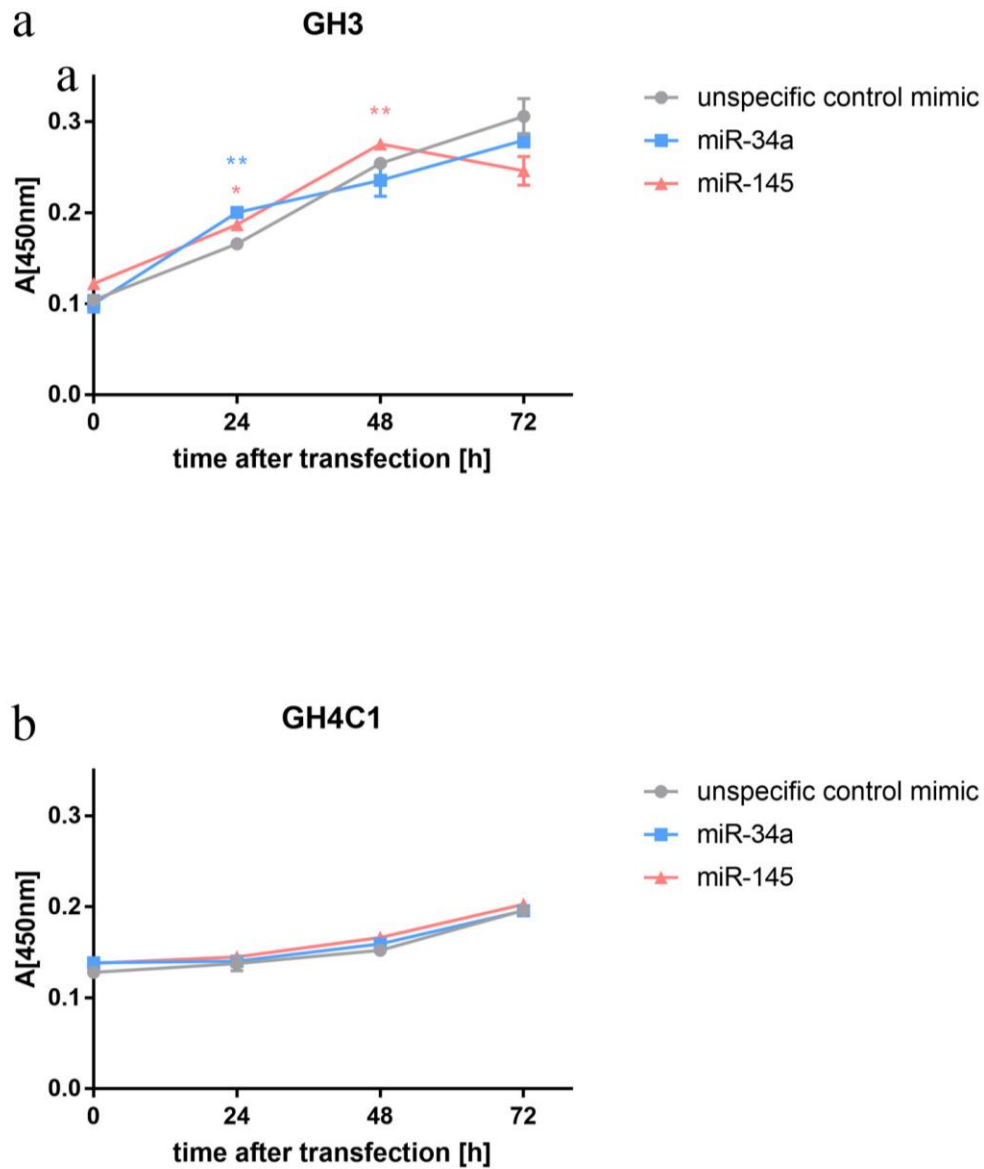 a
GH3
a
unspecific control mimic
miR-34a
miR-145
**
**
*
A[450nm]
0.3
0.2
0.1
0.0
0 24 48 72
time after transfection [h]
b
GH4C1
unspecific control mimic
miR-34a
miR-145
A[450nm]
0.3
0.2
0.1
0.0
0 24 48 72
time after transfection [h]